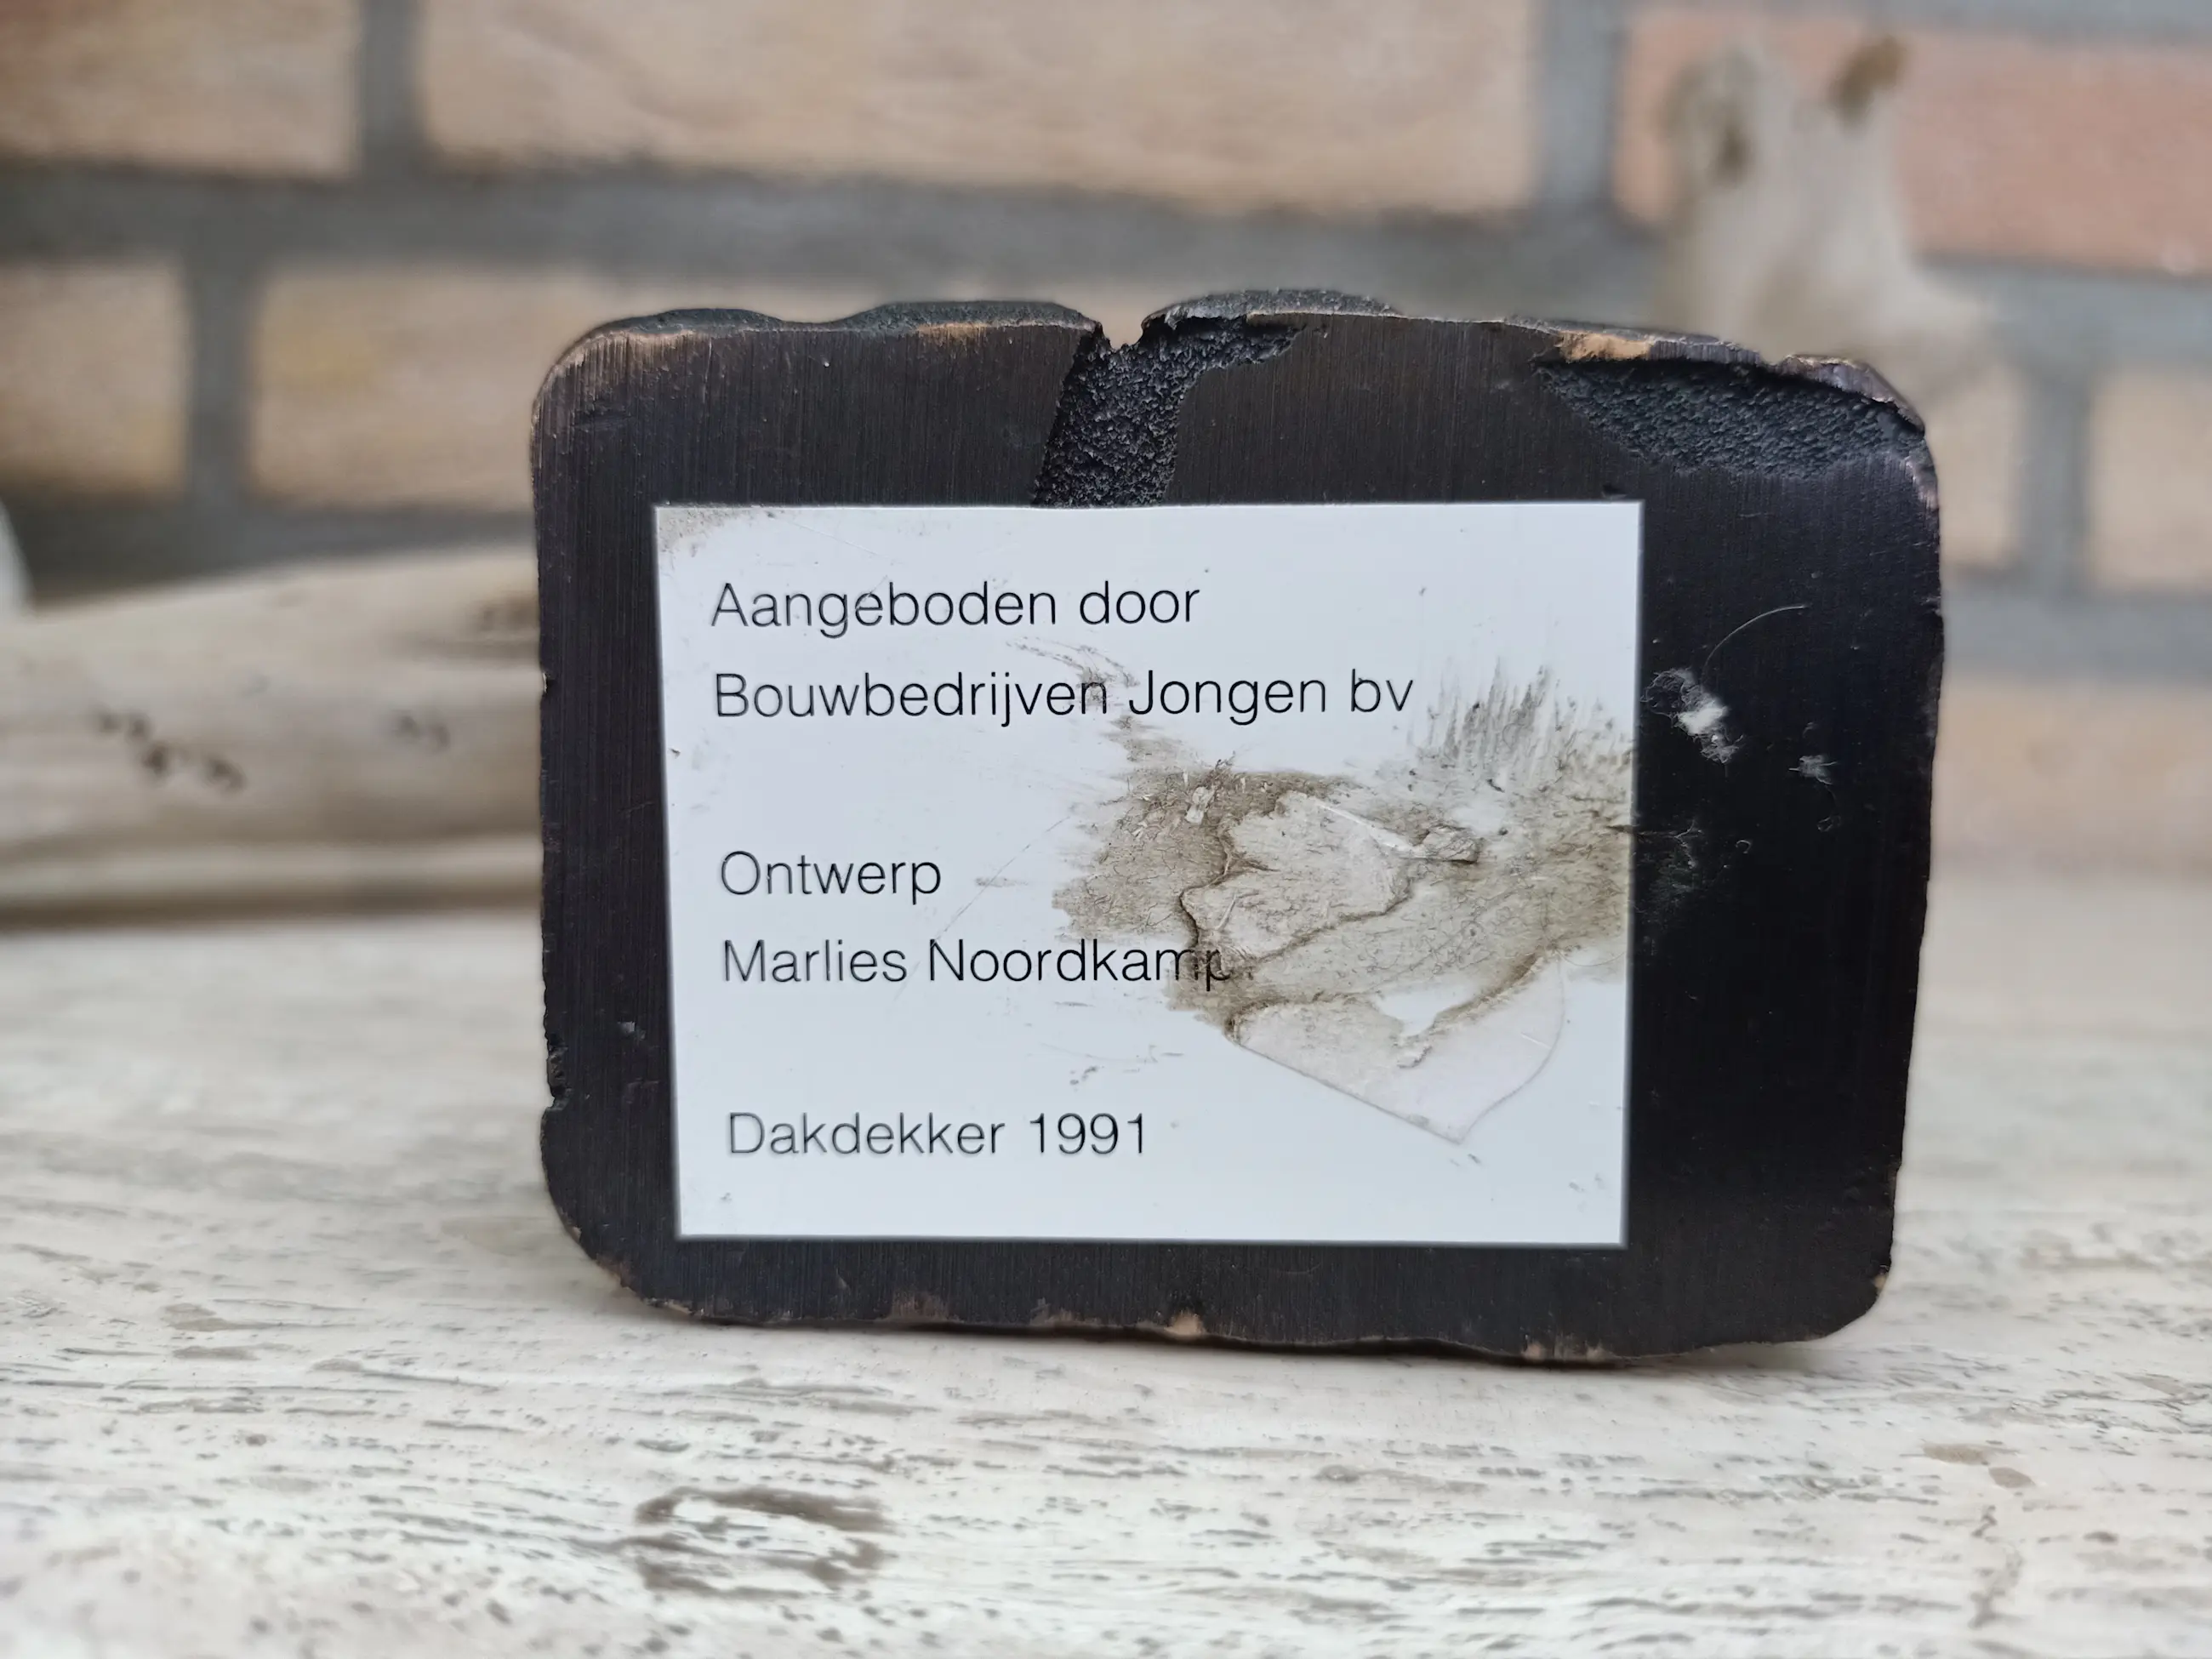 Aangeboden door
Bouwbedrijven Jongen bv
Ontwerp
Marlies Noordkamp
Dakdekker 1991